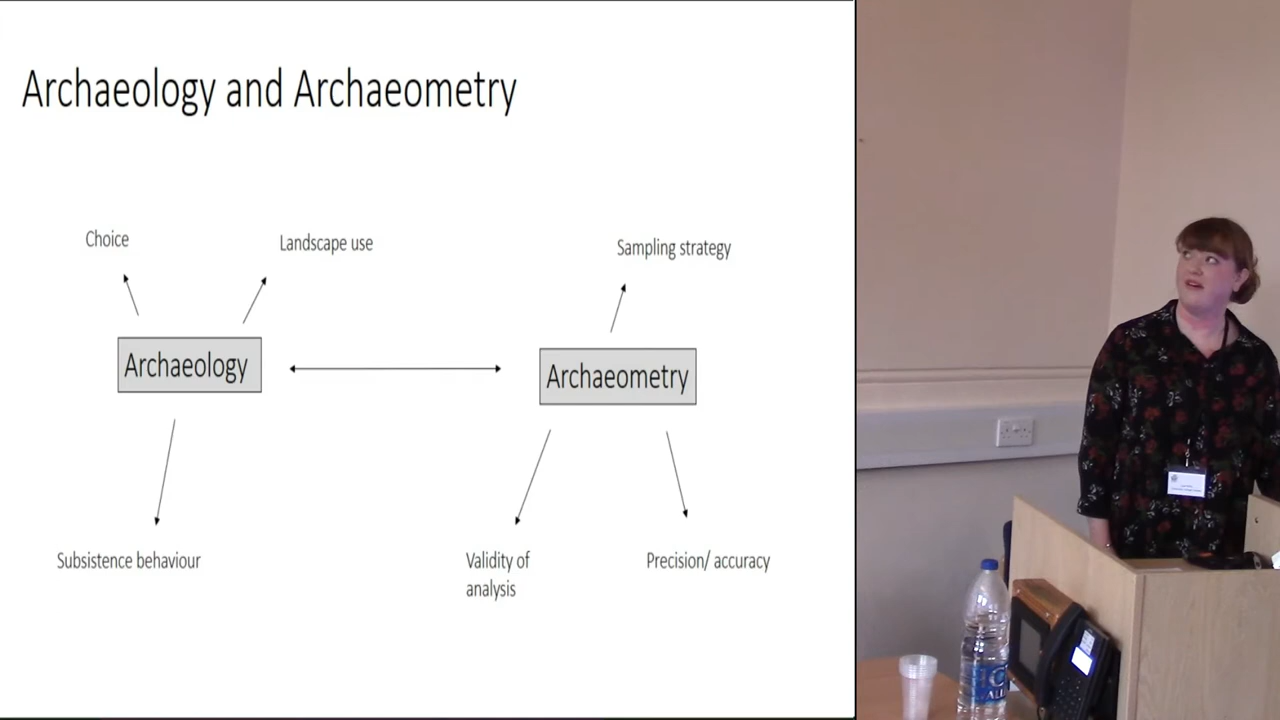 Archaeology and Archaeometry
Choice
Landscape use
Sampling strategy
Archaeology
Archaeometry
Subsistence behaviour
Validity of
analysis
Precision/ accuracy